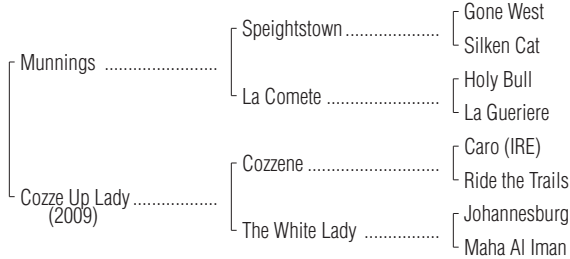 Gone West
Speightstown
Silken Cat
Munnings
Holy Bull
La Comete
La Gueriere
Caro (IRE)
Cozzene
Ride the Trails
Cozze Up Lady
(2009)
Johannesburg
The White Lady
Maha Al Iman